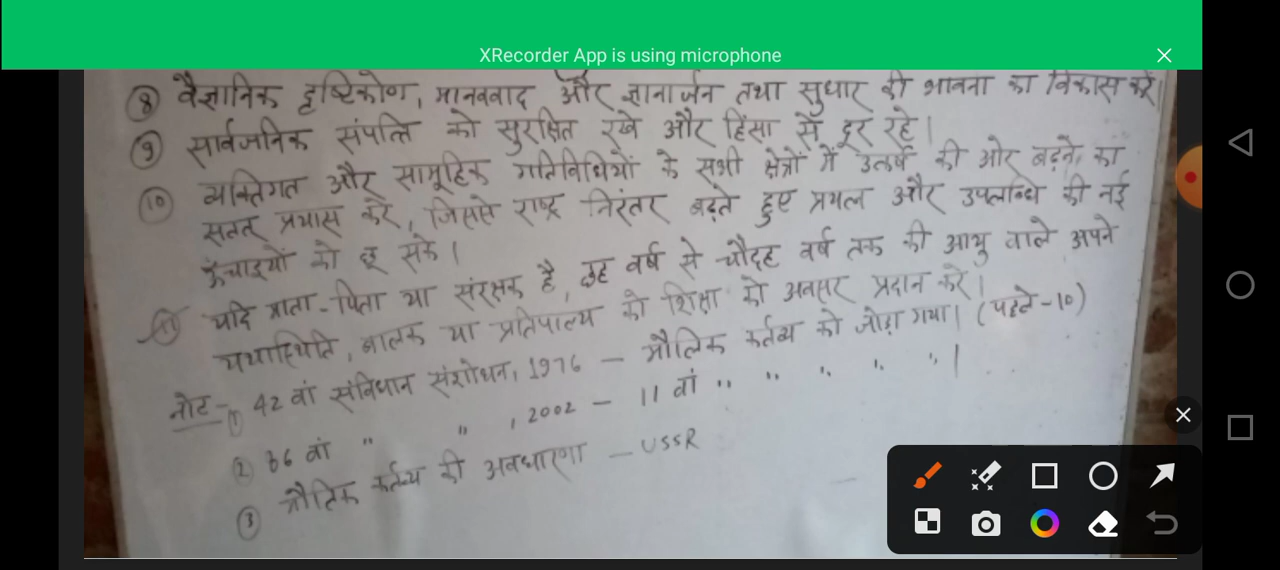 XRecorder App is using microphone
⑧ वैज्ञानिक दृष्टिकोण, मानववाद और ज्ञानार्जन तथा सुधार की भावना का विकास करें।
⑨ सार्वजनिक संपत्ति को सुरक्षित रखे और हिंसा से दूर रहे।
⑩ व्यक्तिगत और सामूहिक गतिविधियों के सभी क्षेत्रों में उत्कर्ष की ओर बढ़ने का
सतत् प्रयास करे, जिससे राष्ट्र निरंतर बढ़ते हुए प्रयत्न और उपलब्धि की नई
ऊँचाइयों को छू सके।
⑪ यदि माता-पिता या संरक्षक है, छह वर्ष से चौदह वर्ष तक की आयु वाले अपने
यथास्थिति, बालक या प्रतिपाल्य को शिक्षा को अवसर प्रदान करे।
नोट- ① 42 वां संविधान संशोधन, 1976 - मौलिक कर्तव्य को जोड़ा गया। (पहले-10)
② 86 वां " " , 2002 - 11 वां " " " " " |
③ मौलिक कर्तव्य की अवधारणा - USSR